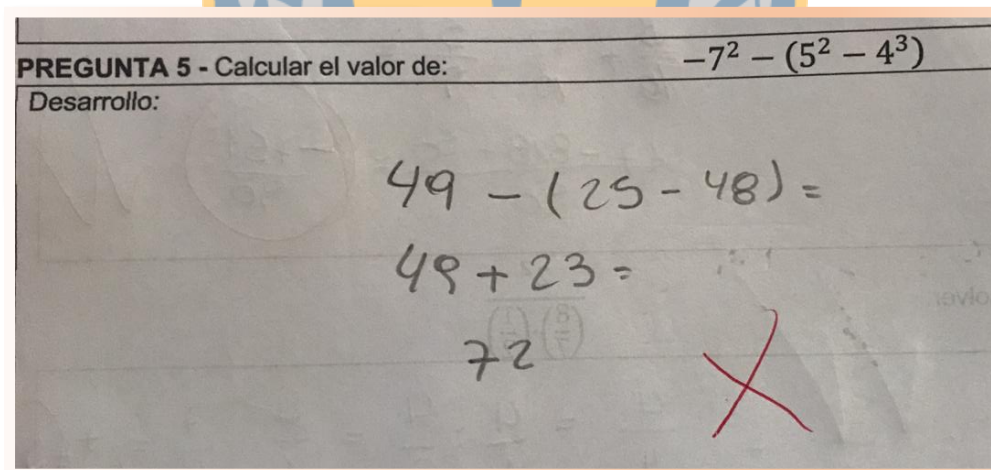 PREGUNTA 5 - Calcular el valor de: −7² − (5² − 4³)
Desarrollo:
49 - (25 - 48) =
49 + 23 =
72